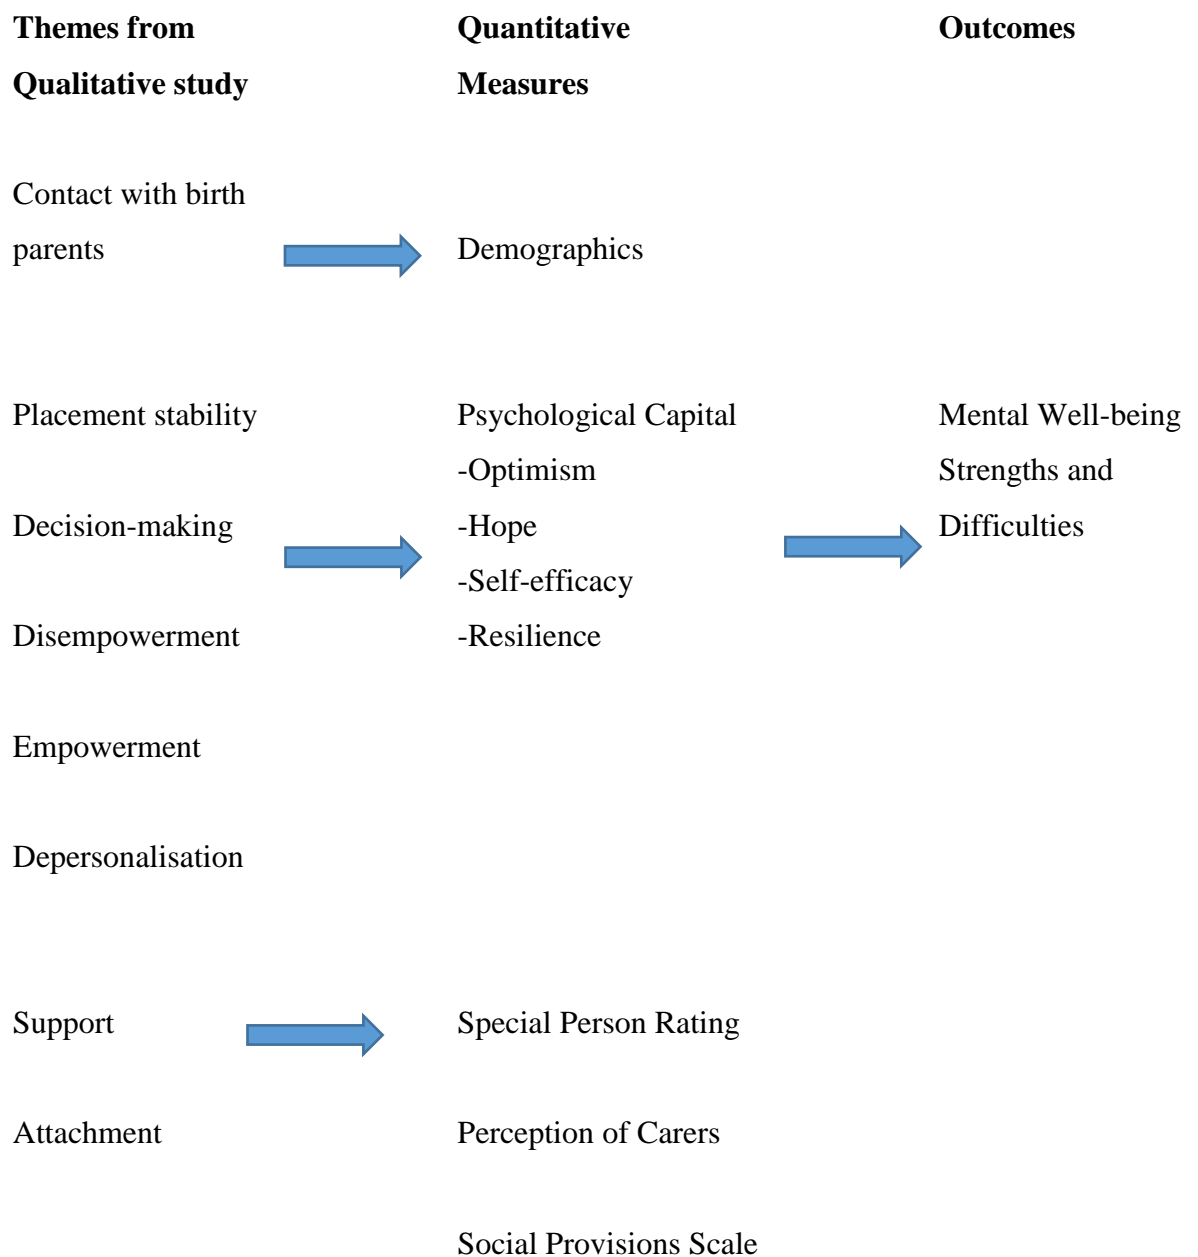 Themes from
Qualitative study
Quantitative
Measures
Outcomes
Contact with birth
parents
Demographics
Placement stability
Decision-making
Disempowerment
Empowerment
Depersonalisation
Psychological Capital
-Optimism
-Hope
-Self-efficacy
-Resilience
Mental Well-being
Strengths and
Difficulties
Support
Attachment
Special Person Rating
Perception of Carers
Social Provisions Scale